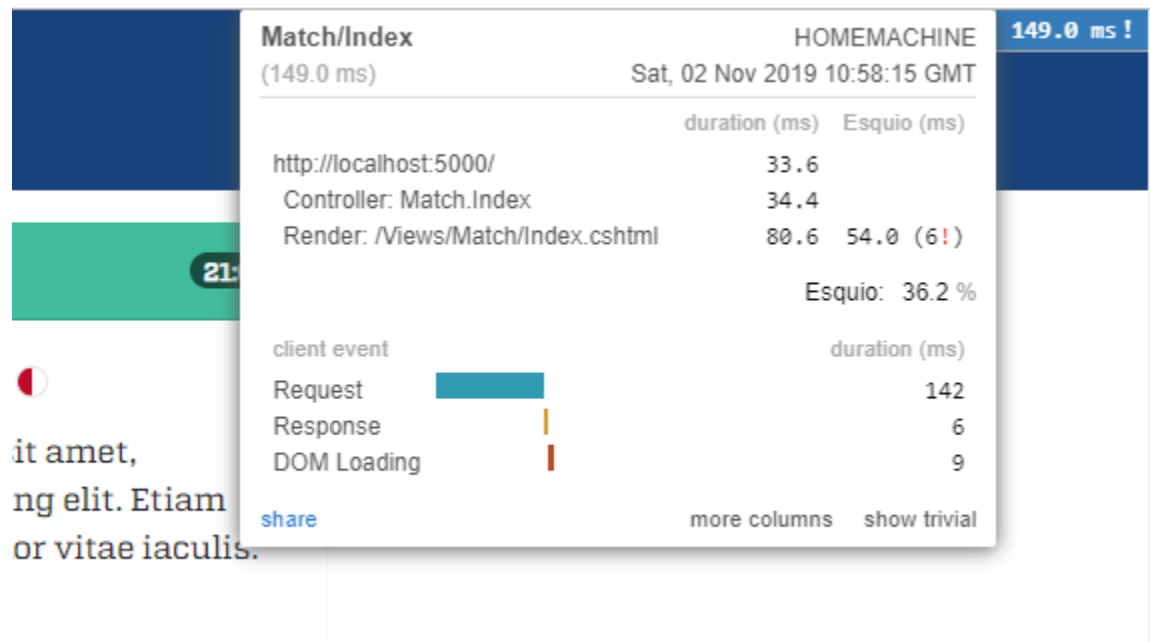 Match/Index HOMEMACHINE 149.0 ms!
(149.0 ms) Sat, 02 Nov 2019 10:58:15 GMT
duration (ms) Esquio (ms)
http://localhost:5000/ 33.6
Controller: Match.Index 34.4
Render: /Views/Match/Index.cshtml 80.6 54.0 (6!)
21:
Esquio: 36.2 %
client event duration (ms)
Request 142
Response 6
DOM Loading 9
share more columns show trivial
sit amet,
ng elit. Etiam
or vitae iaculis.